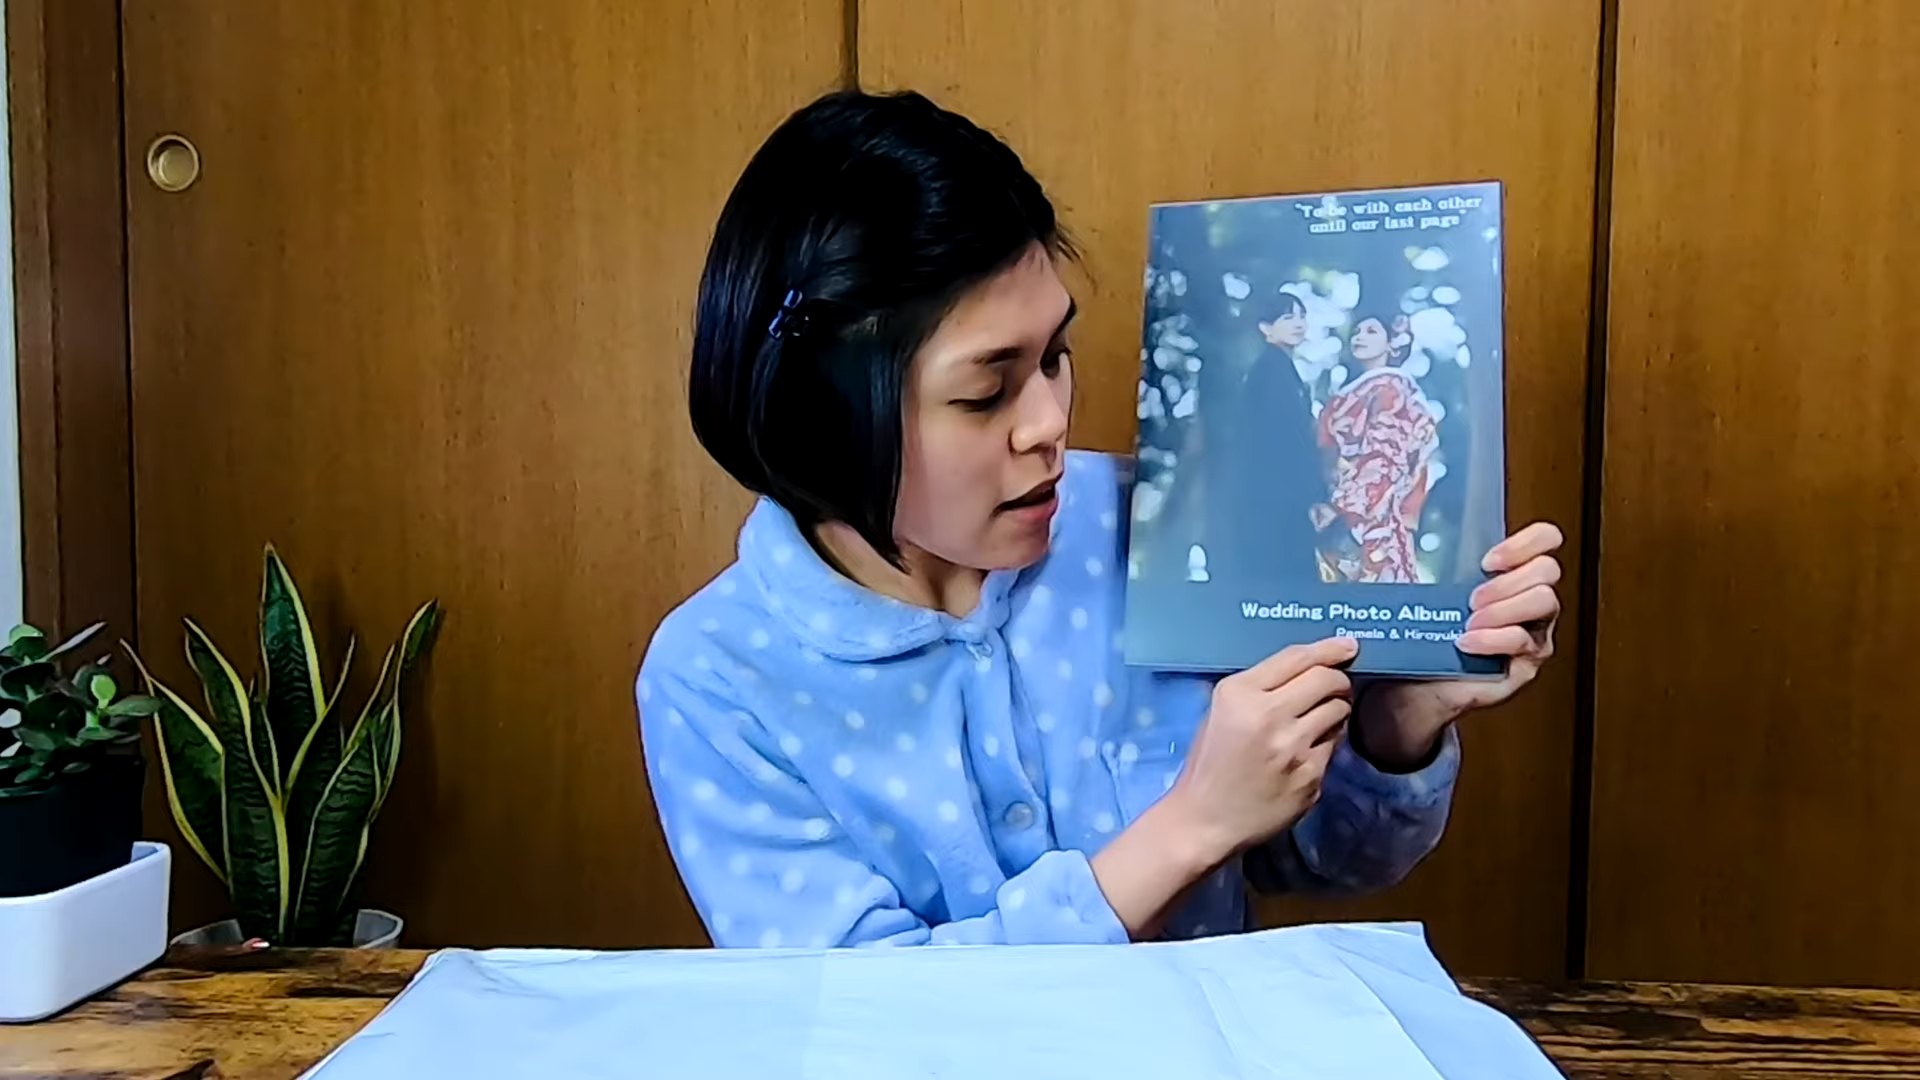 "To be with each other
until our last page"
Wedding Photo Album
Pamela & Hiroyuki